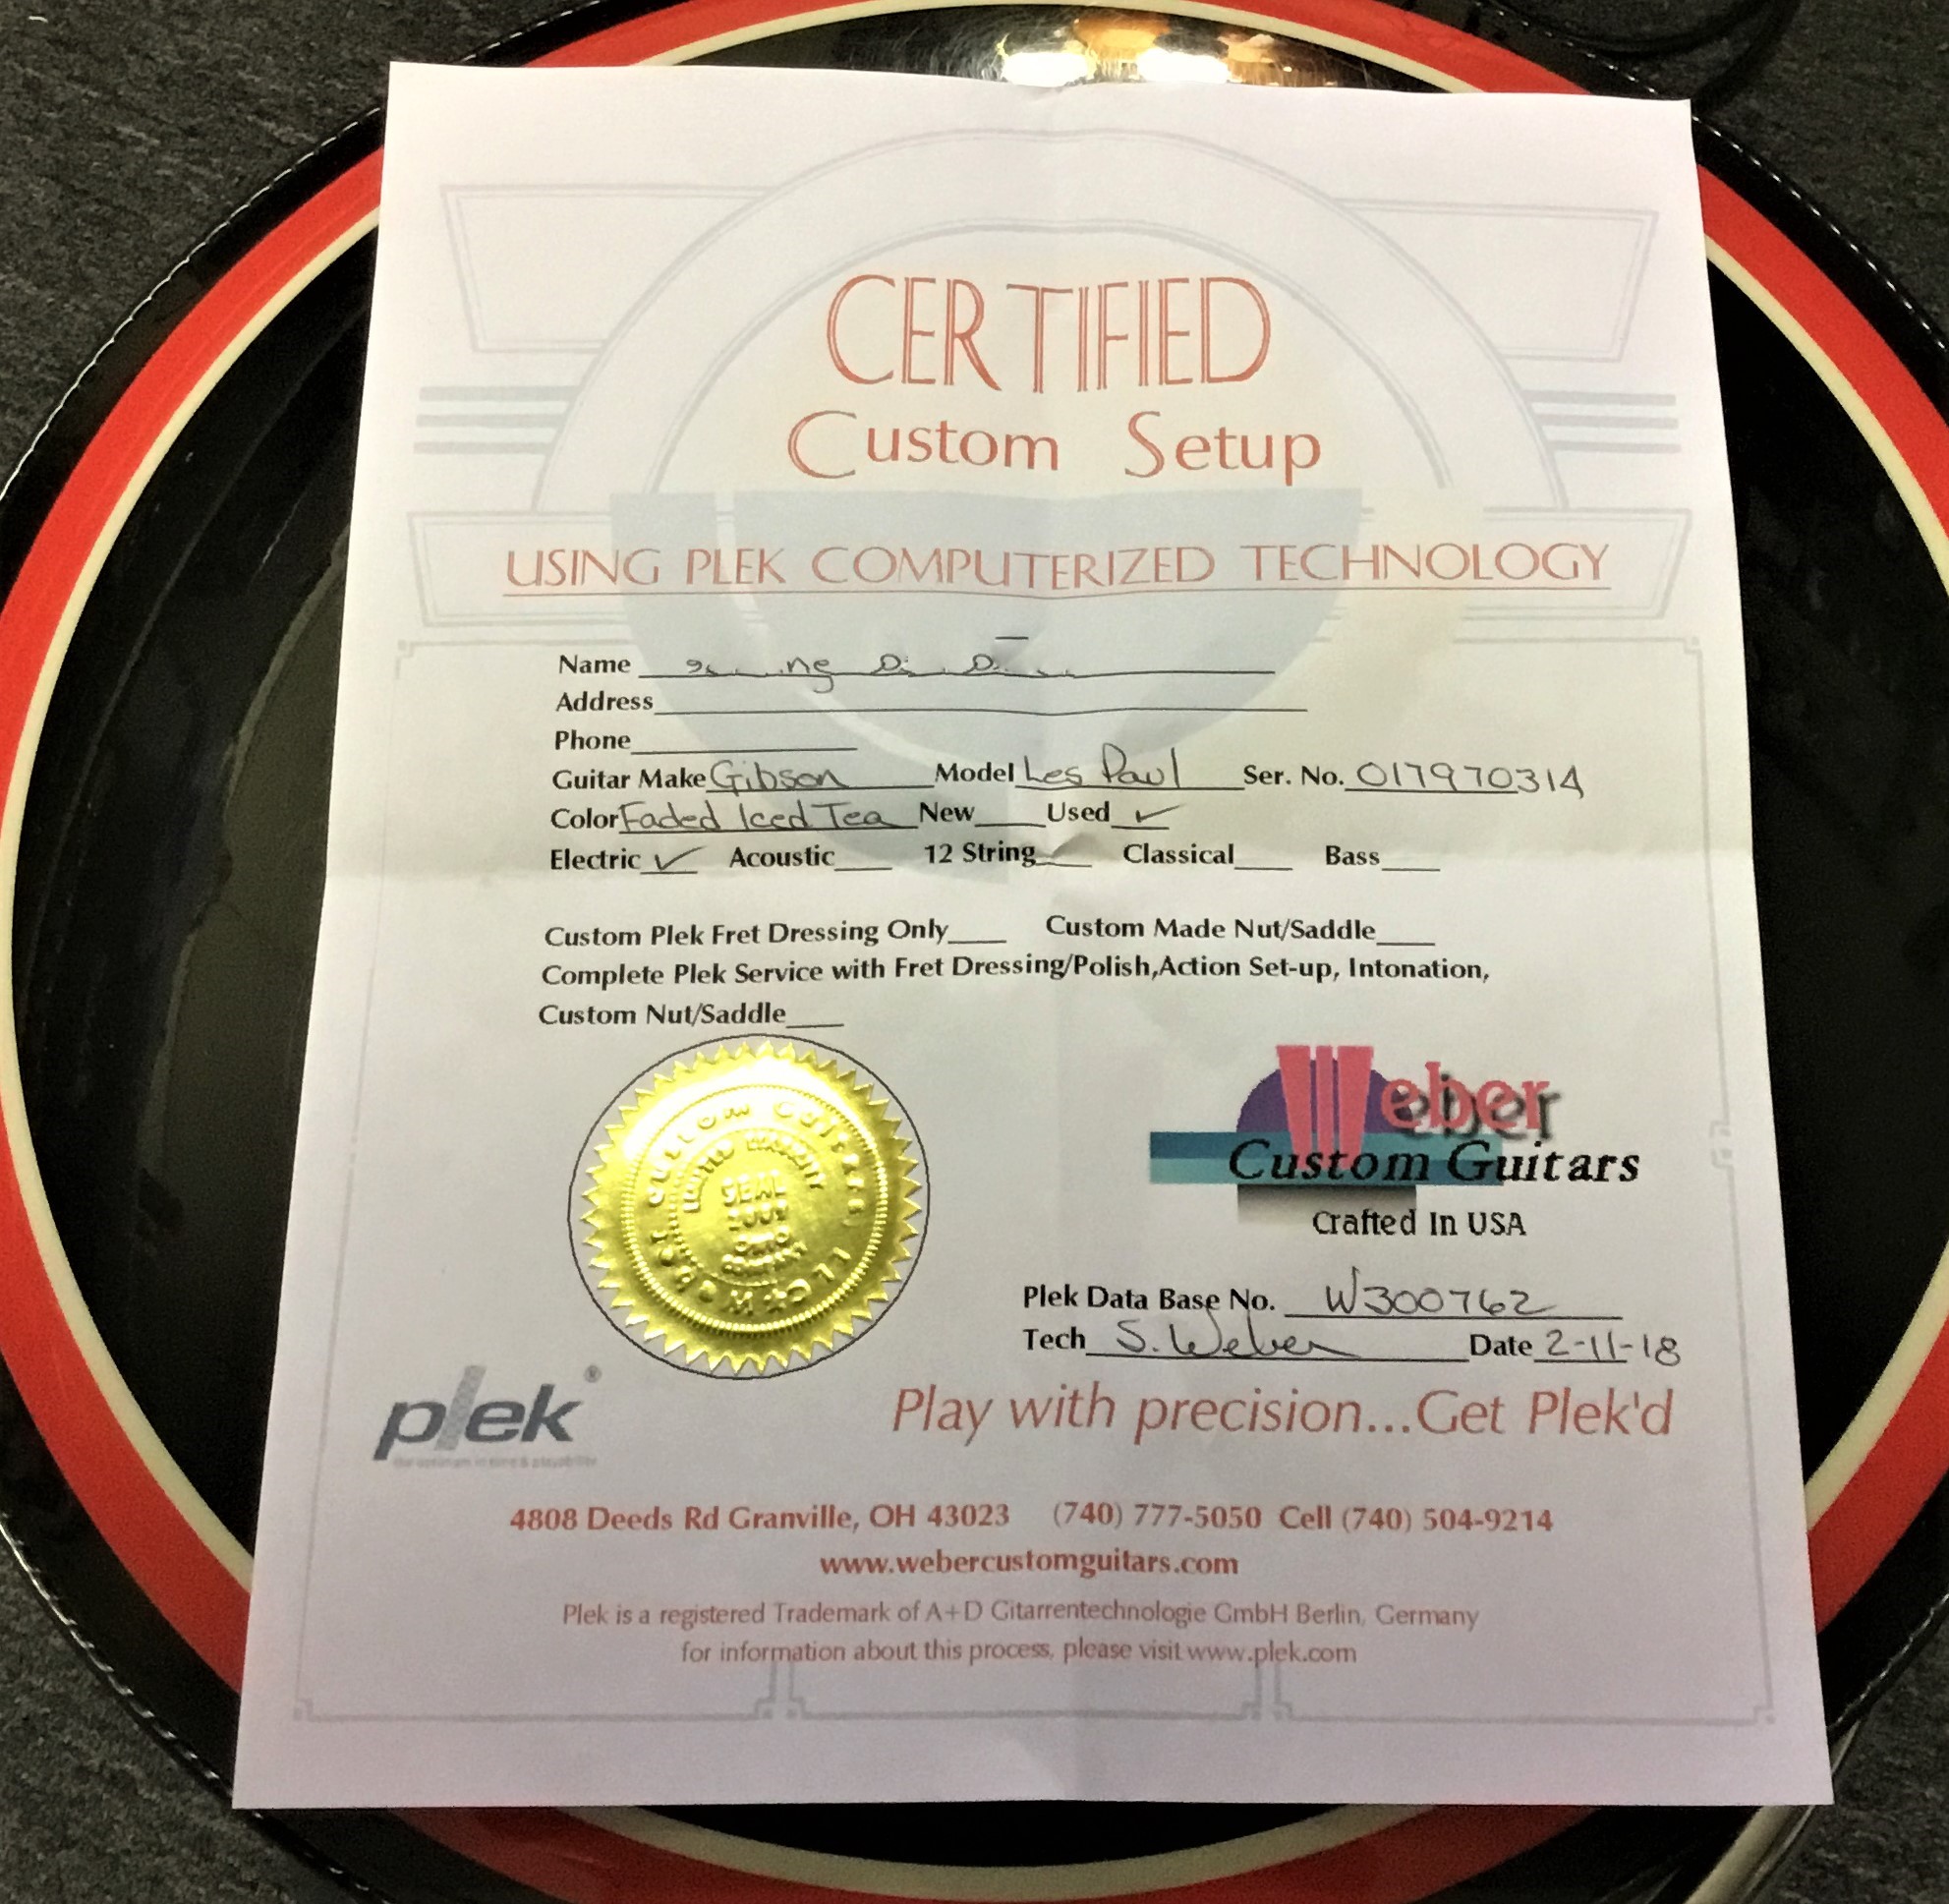 CERTIFIED
Custom Setup
USING PLEK COMPUTERIZED TECHNOLOGY
Name
Address
Phone
Guitar Make Gibson Model Les Paul Ser. No. 017970314
Color Faded Iced Tea New Used ✓
Electric ✓ Acoustic 12 String Classical Bass
Custom Plek Fret Dressing Only Custom Made Nut/Saddle
Complete Plek Service with Fret Dressing/Polish,Action Set-up, Intonation,
Custom Nut/Saddle
CUSTOM GUITARS
SEAL
OHIO
Weber
Custom Guitars
Crafted In USA
Plek Data Base No. W300762
Tech S. Weber Date 2-11-18
plek®
Play with precision...Get Plek'd
4808 Deeds Rd Granville, OH 43023 (740) 777-5050 Cell (740) 504-9214
www.webercustomguitars.com
Plek is a registered Trademark of A+D Gitarrentechnologie GmbH Berlin, Germany
for information about this process, please visit www.plek.com